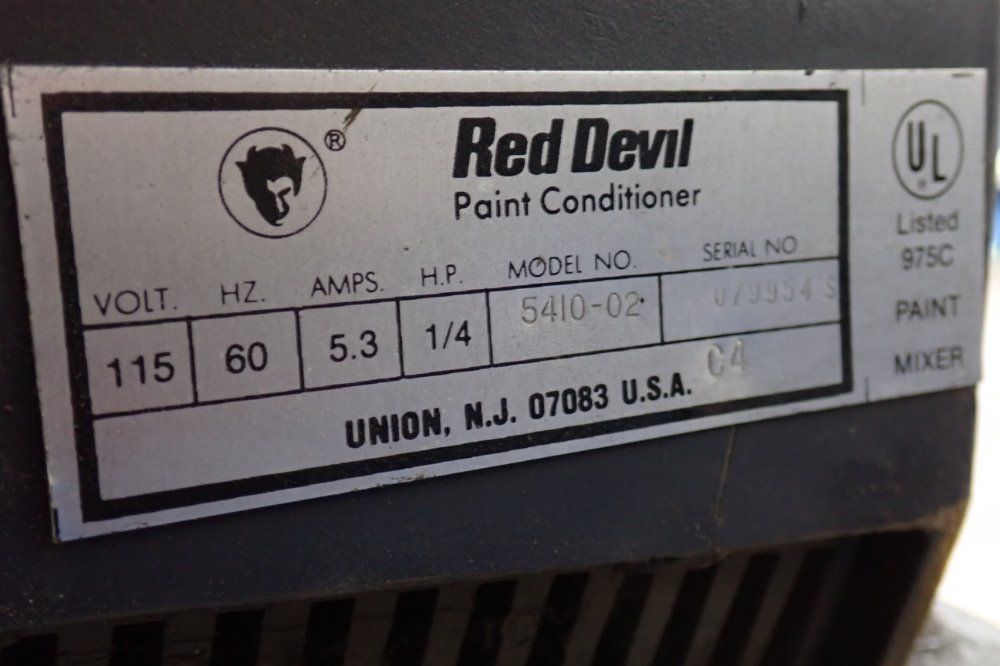 ®
Red Devil
Paint Conditioner
VOLT. HZ. AMPS. H.P. MODEL NO. SERIAL NO
115 60 5.3 1/4 5410-02 079954 S
C4
UNION, N.J. 07083 U.S.A.
UL ®
Listed
975C
PAINT
MIXER